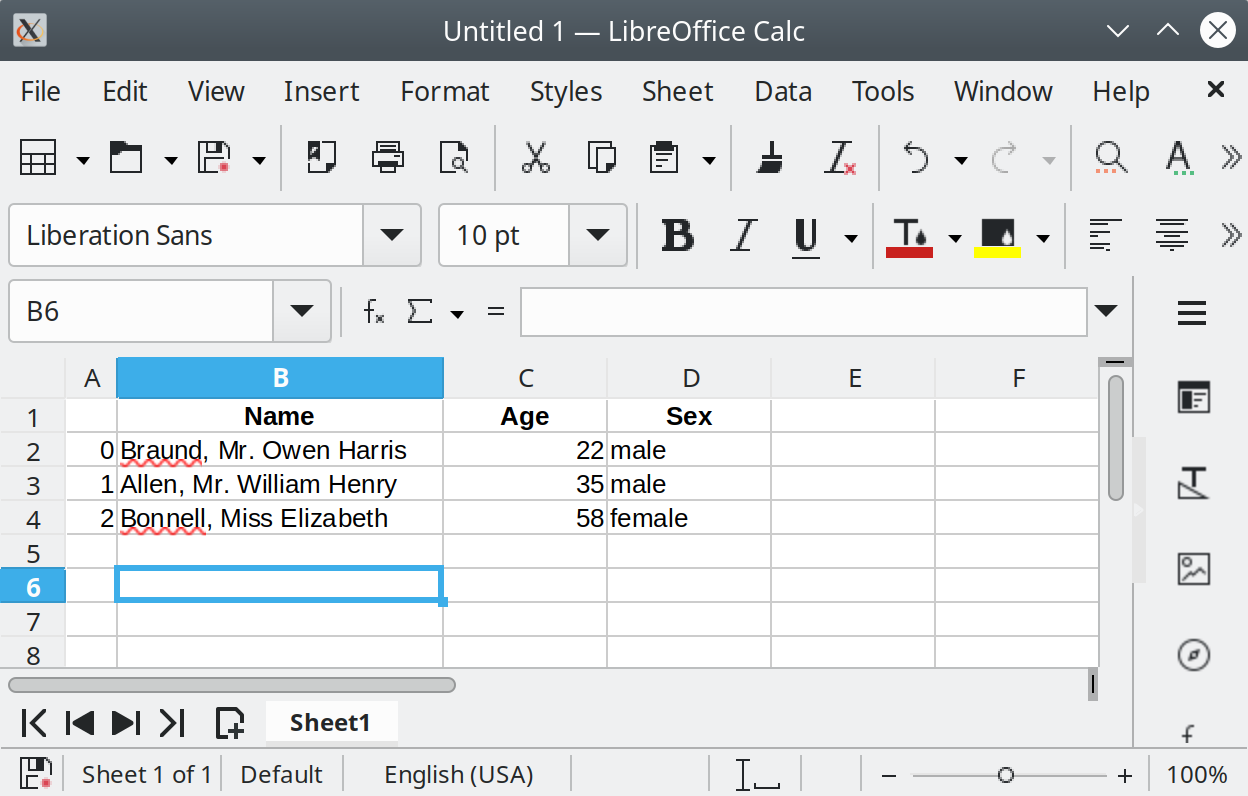 Untitled 1 — LibreOffice Calc
File Edit View Insert Format Styles Sheet Data Tools Window Help
Liberation Sans 10 pt
B6
A B C D E F
1 Name Age Sex
2 0 Braund, Mr. Owen Harris 22 male
3 1 Allen, Mr. William Henry 35 male
4 2 Bonnell, Miss Elizabeth 58 female
5
6
7
8
Sheet1
Sheet 1 of 1 Default English (USA) 100%